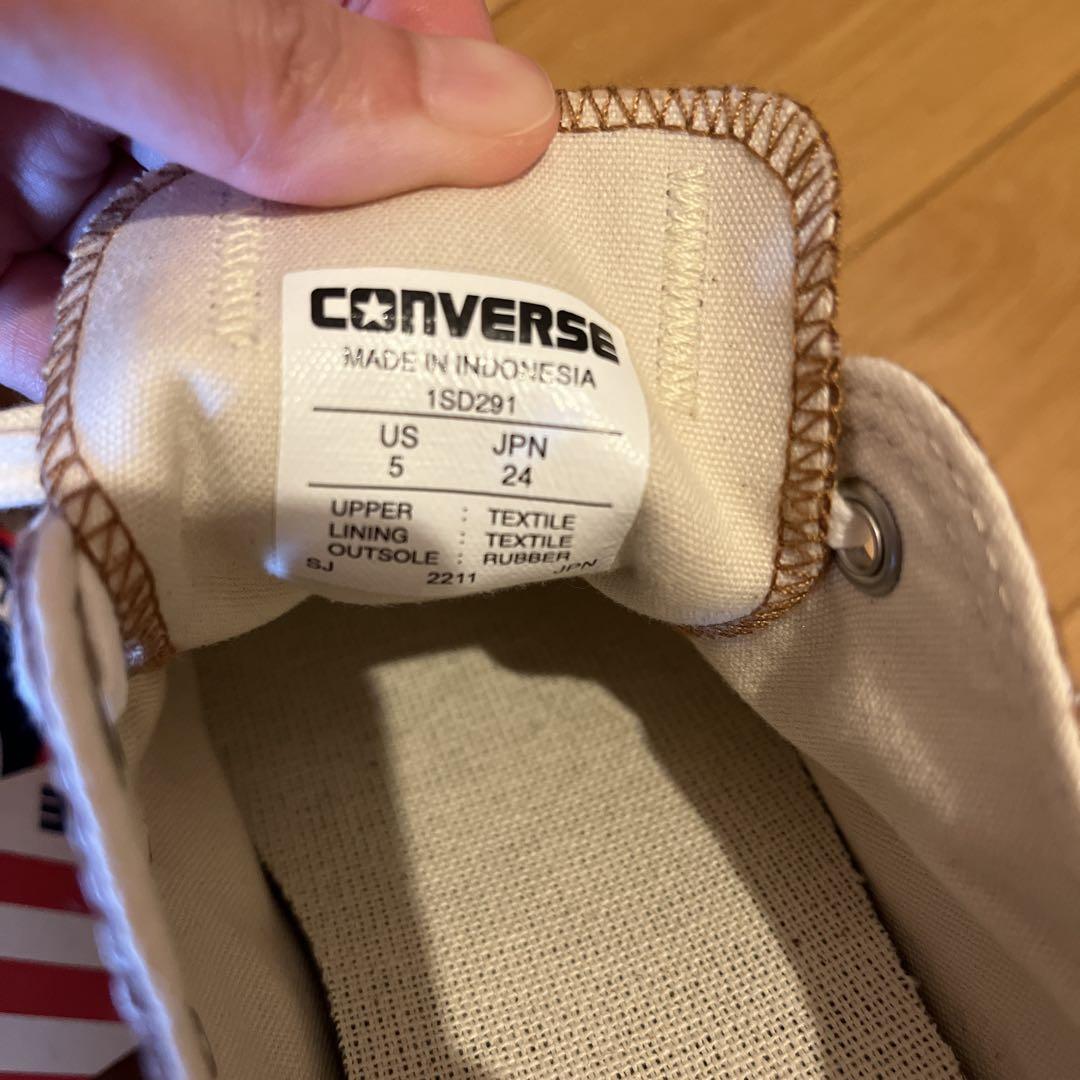 CONVERSE
MADE IN INDONESIA
1SD291
US JPN
5 24
UPPER : TEXTILE
LINING : TEXTILE
OUTSOLE : RUBBER
SJ 2211 JPN